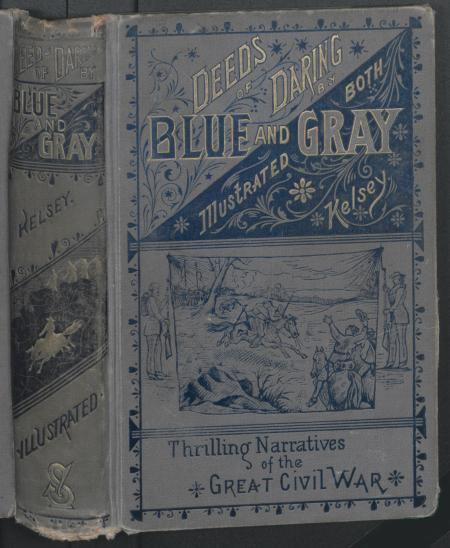 DEEDS
OF DARING
BY
BLUE
AND
GRAY
KELSEY.
ILLUSTRATED.
DEEDS
OF DARING
BY BOTH
BLUE AND GRAY
ILLUSTRATED
Kelsey
Thrilling Narratives
of the
GREAT CIVIL WAR